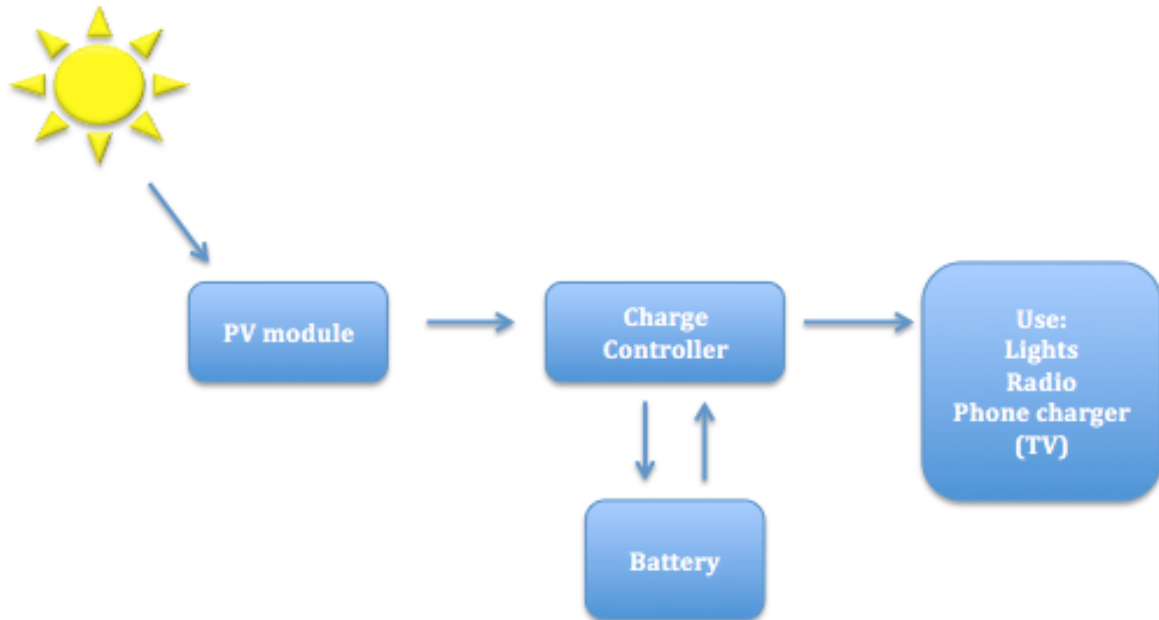 PV module
Charge
Controller
Use:
Lights
Radio
Phone charger
(TV)
Battery